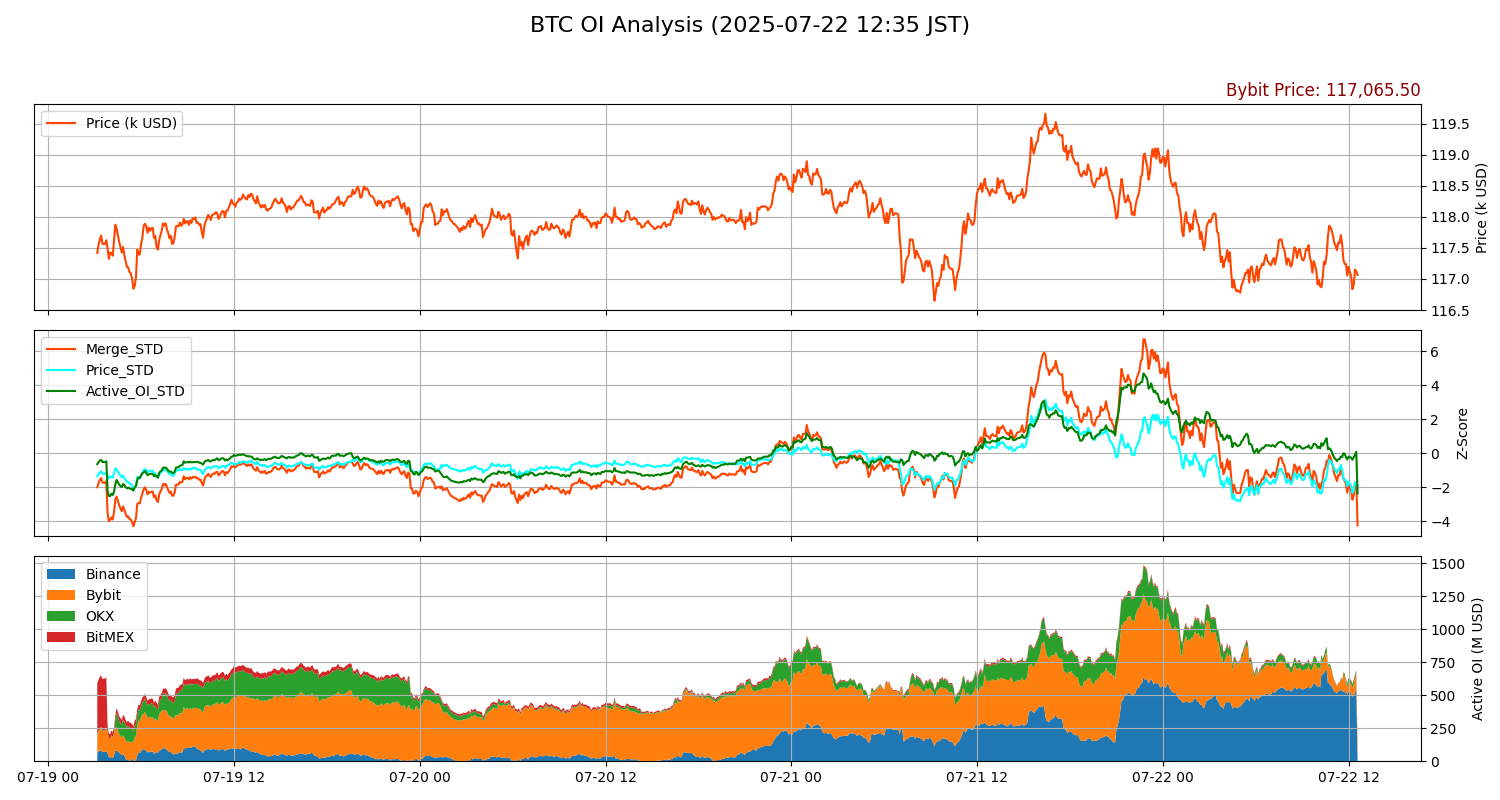 BTC OI Analysis (2025-07-22 12:35 JST)
Bybit Price: 117,065.50
Price (k USD)
119.5
119.0
118.5
118.0
117.5
117.0
116.5
Price (k USD)
Merge_STD
Price_STD
Active_OI_STD
6
4
2
0
−2
−4
Z-Score
Binance
Bybit
OKX
BitMEX
1500
1250
1000
750
500
250
0
Active OI (M USD)
07-19 00 07-19 12 07-20 00 07-20 12 07-21 00 07-21 12 07-22 00 07-22 12